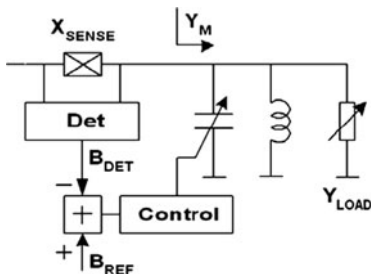 Y_M
X_SENSE
Det
B_DET
−
+
Control
Y_LOAD
+
B_REF